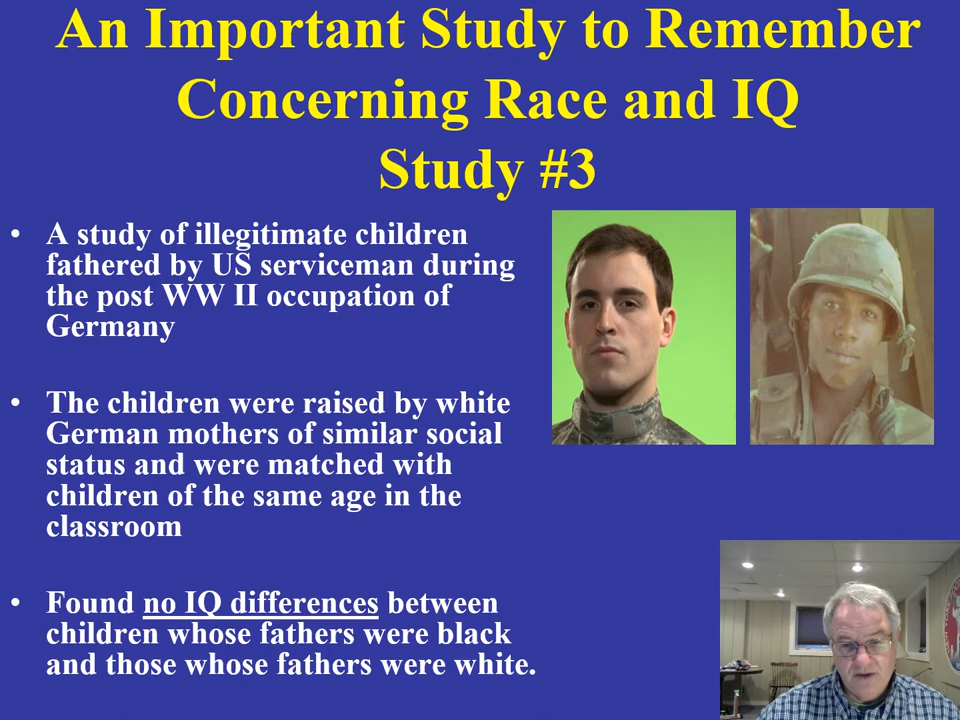 An Important Study to Remember
Concerning Race and IQ
Study #3
• A study of illegitimate children
fathered by US serviceman during
the post WW II occupation of
Germany
• The children were raised by white
German mothers of similar social
status and were matched with
children of the same age in the
classroom
• Found no IQ differences between
children whose fathers were black
and those whose fathers were white.